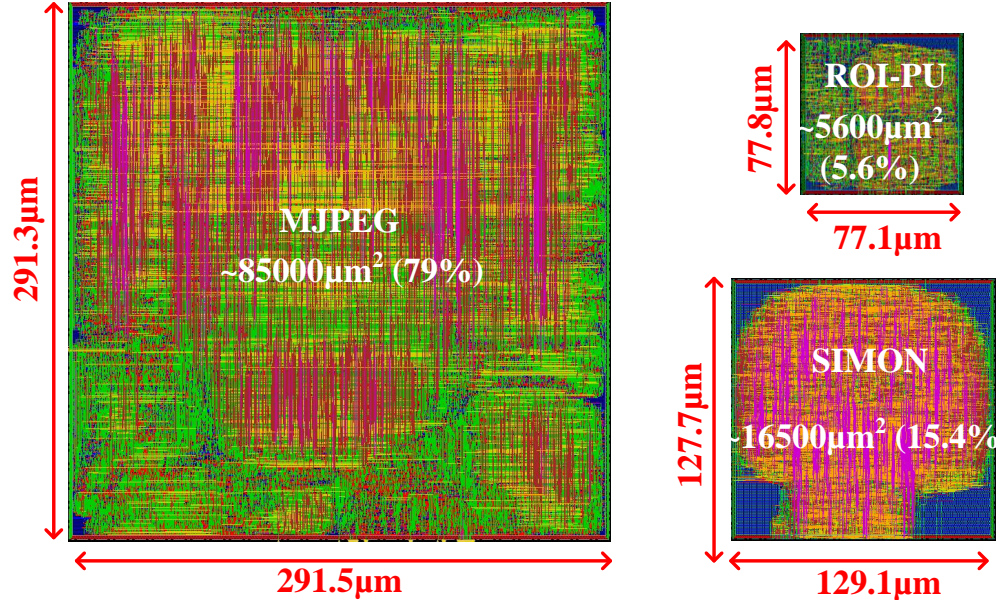 291.3µm
MJPEG
~85000µm² (79%)
291.5µm
77.8µm
ROI-PU
~5600µm²
(5.6%)
77.1µm
127.7µm
SIMON
~16500µm² (15.4%
129.1µm